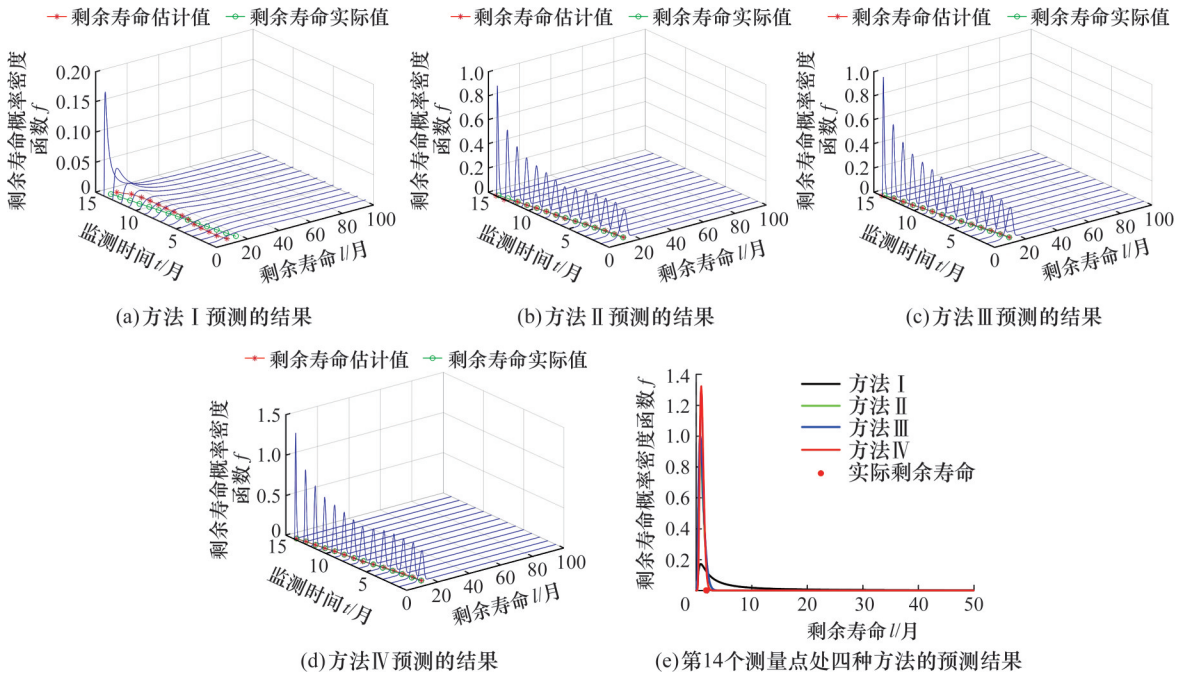 剩余寿命估计值 剩余寿命实际值
剩余寿命概率密度
函数 f
0.20
0.15
0.10
0.05
0
15
10
5
0
监测时间 t/月
20
40
60
80
100
剩余寿命 l/月
(a)方法Ⅰ预测的结果
剩余寿命估计值 剩余寿命实际值
剩余寿命概率密度
函数 f
1.0
0.8
0.6
0.4
0.2
0
15
10
5
0
监测时间 t/月
20
40
60
80
100
剩余寿命 l/月
(b)方法Ⅱ预测的结果
剩余寿命估计值 剩余寿命实际值
剩余寿命概率密度
函数 f
1.0
0.8
0.6
0.4
0.2
0
15
10
5
0
监测时间 t/月
20
40
60
80
100
剩余寿命 l/月
(c)方法Ⅲ预测的结果
剩余寿命估计值 剩余寿命实际值
剩余寿命概率密度
函数 f
1.5
1.0
0.5
0
15
10
5
0
监测时间 t/月
20
40
60
80
100
剩余寿命 l/月
(d)方法Ⅳ预测的结果
剩余寿命概率密度函数 f
1.4
1.2
1.0
0.8
0.6
0.4
0.2
0 10 20 30 40 50
方法Ⅰ
方法Ⅱ
方法Ⅲ
方法Ⅳ
实际剩余寿命
剩余寿命 l/月
(e)第14个测量点处四种方法的预测结果